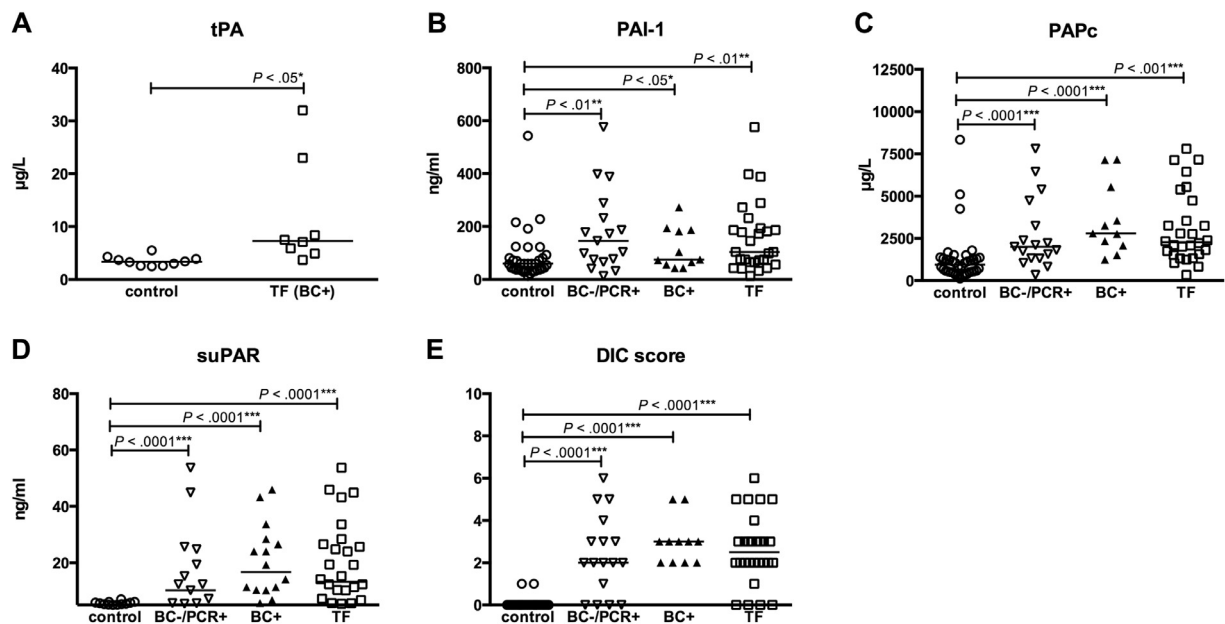 A
tPA
µg/L
40
30
20
10
0
P < .05*
control TF (BC+)
B
PAI-1
ng/ml
800
600
400
200
0
P < .01**
P < .05*
P < .01**
control BC-/PCR+ BC+ TF
C
PAPc
µg/L
12500
10000
7500
5000
2500
0
P < .001***
P < .0001***
P < .0001***
control BC-/PCR+ BC+ TF
D
suPAR
ng/ml
80
60
40
20
P < .0001***
P < .0001***
P < .0001***
control BC-/PCR+ BC+ TF
E
DIC score
10
8
6
4
2
0
P < .0001***
P < .0001***
P < .0001***
control BC-/PCR+ BC+ TF